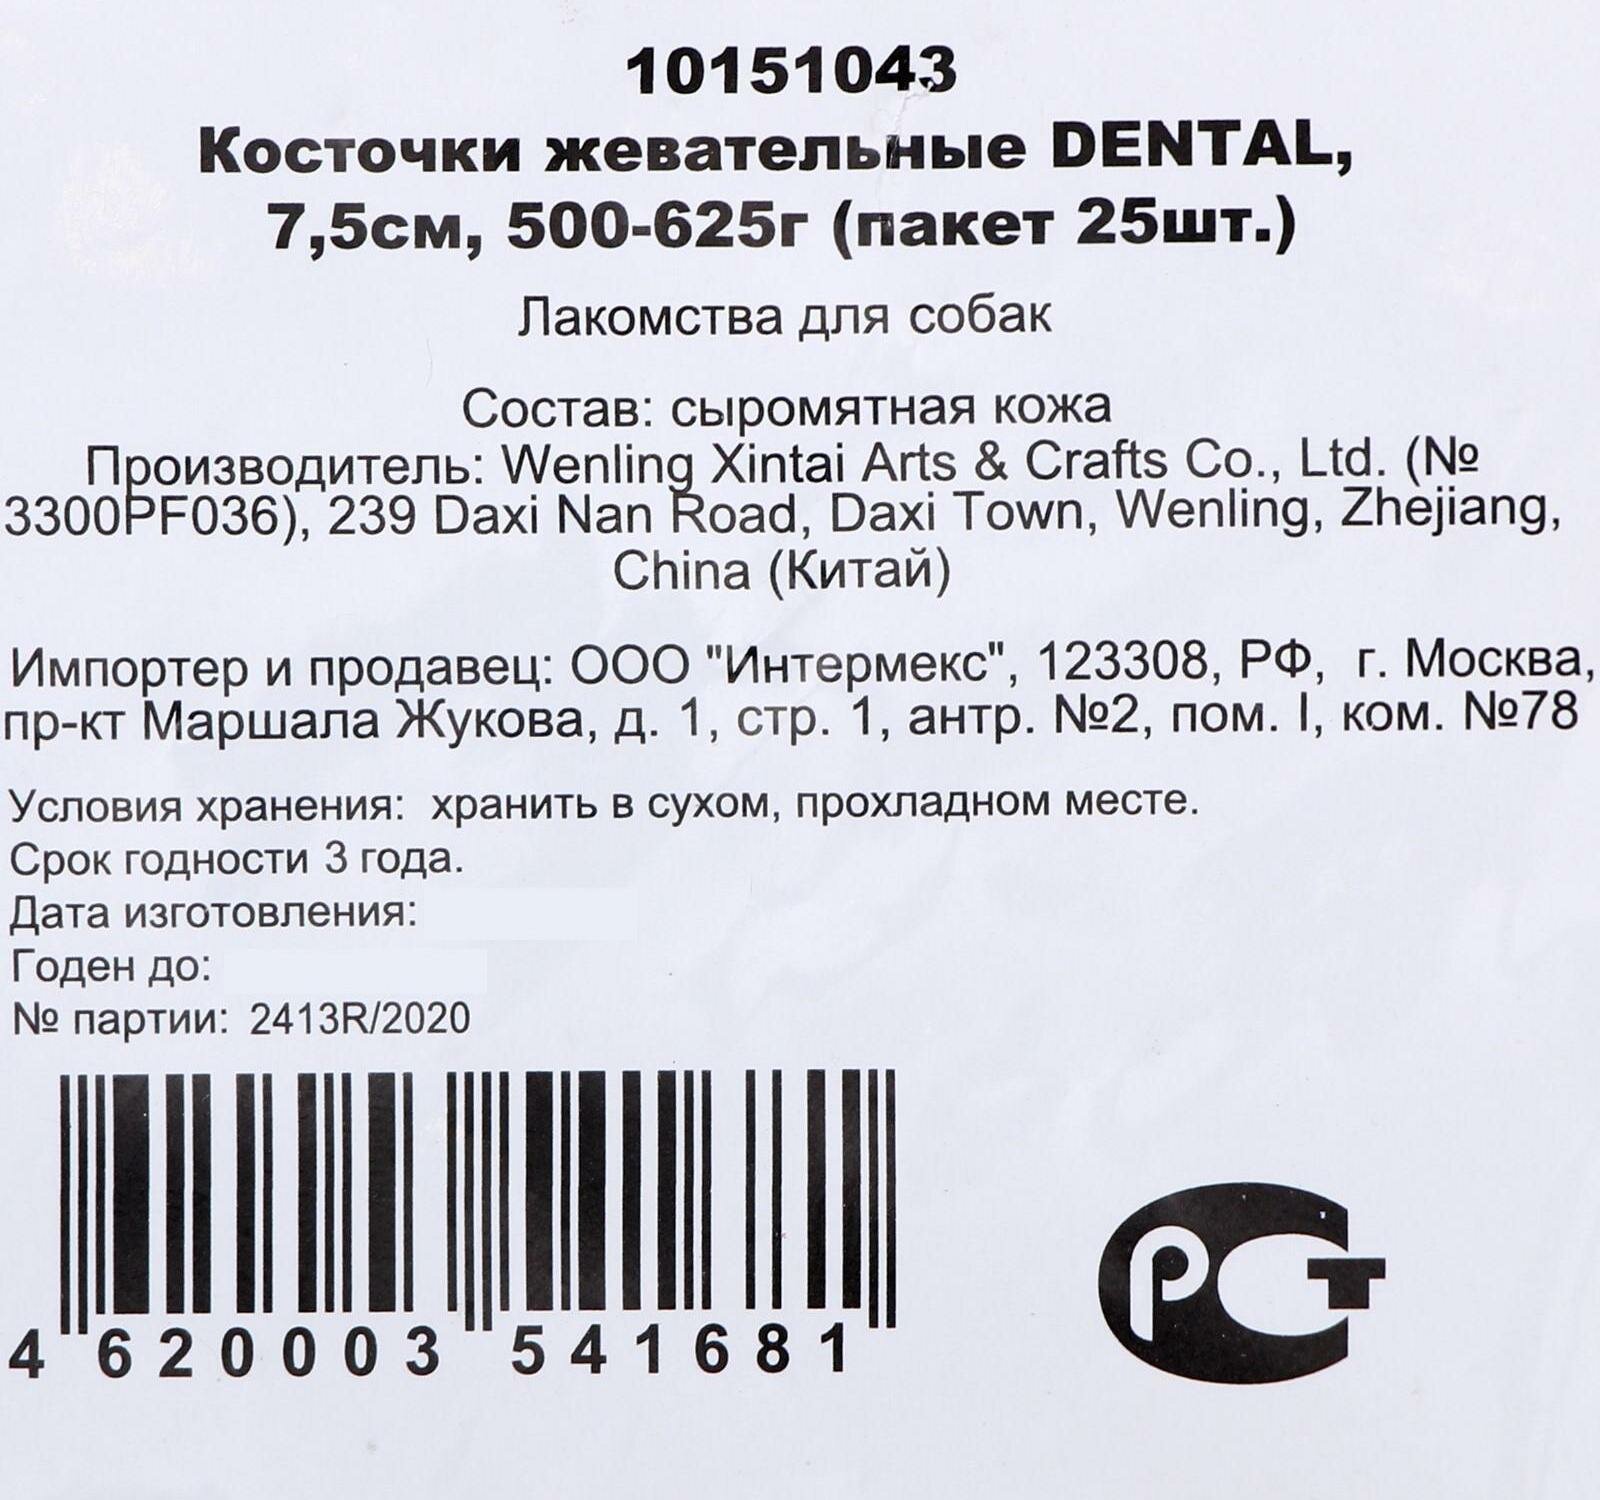 10151043
Косточки жевательные DENTAL,
7,5см, 500-625г (пакет 25шт.)
Лакомства для собак
Состав: сыромятная кожа
Производитель: Wenling Xintai Arts & Crafts Co., Ltd. (№
3300PF036), 239 Daxi Nan Road, Daxi Town, Wenling, Zhejiang,
China (Китай)
Импортер и продавец: ООО "Интермекс", 123308, РФ, г. Москва,
пр-кт Маршала Жукова, д. 1, стр. 1, антр. №2, пом. I, ком. №78
Условия хранения: хранить в сухом, прохладном месте.
Срок годности 3 года.
Дата изготовления:
Годен до:
№ партии: 2413R/2020
4 620003 541681
РСТ